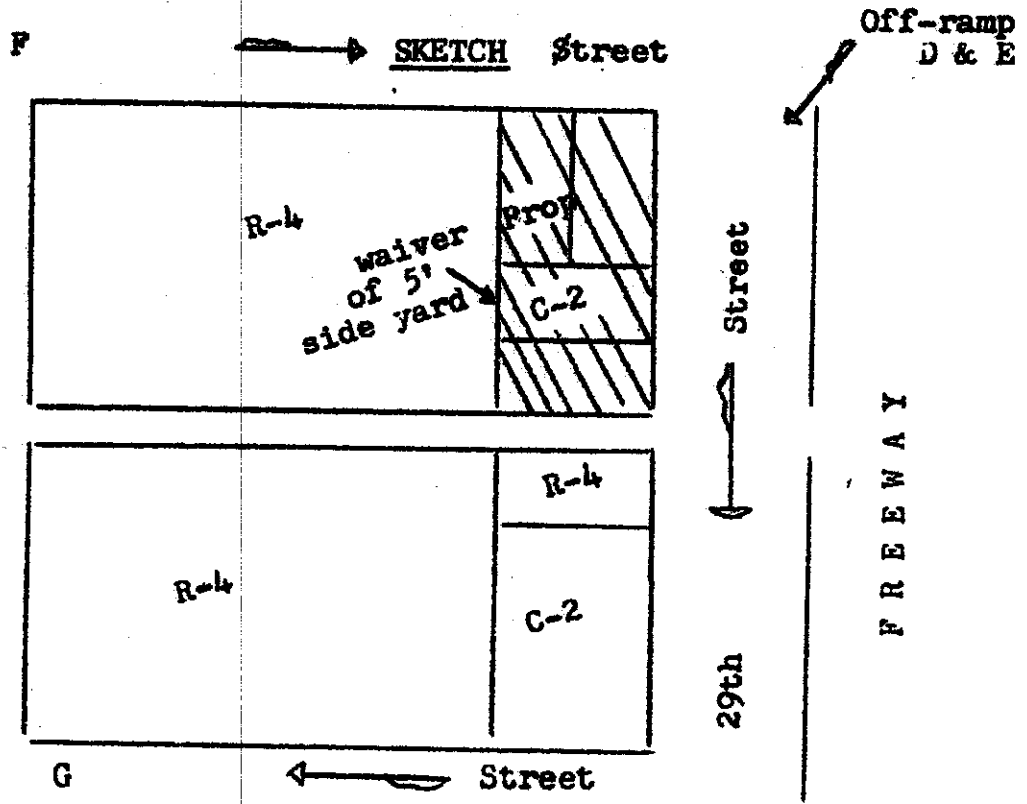 Off-ramp
D & E
F SKETCH Street
R-4
Prop
waiver
of 5'
side yard
C-2
Street
R-4
R-4
C-2
29th
FREEWAY
G Street